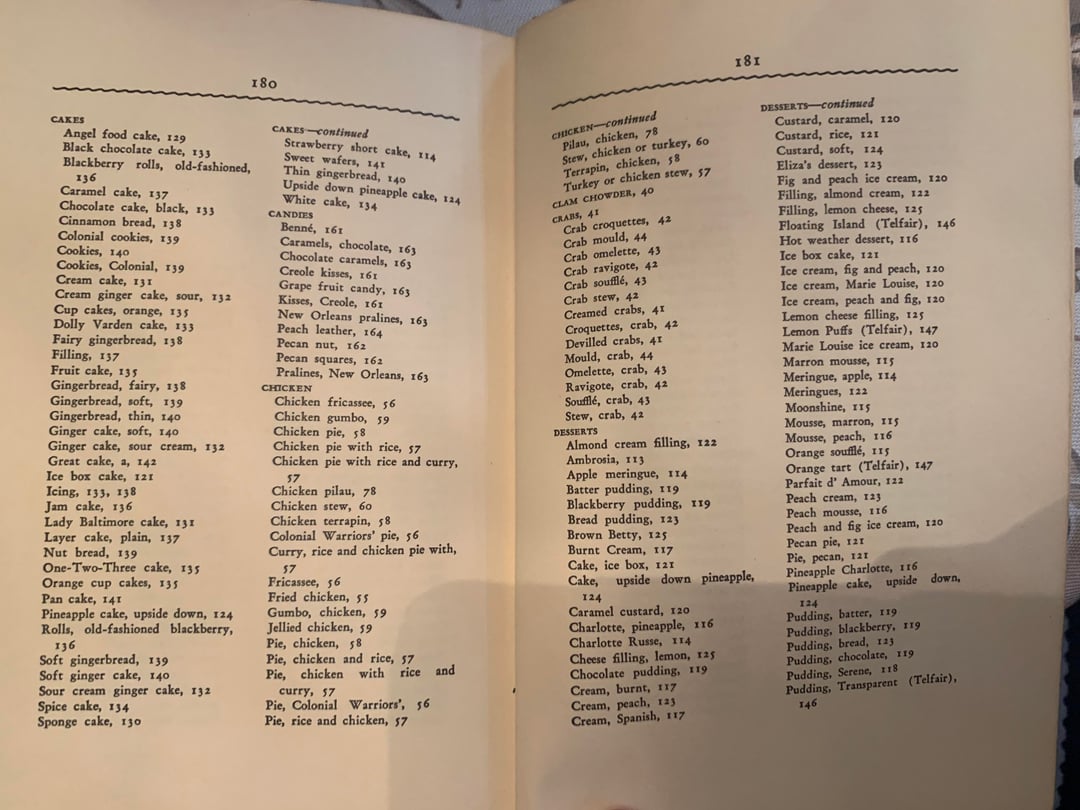 180
CAKES
Angel food cake, 129
Black chocolate cake, 133
Blackberry rolls, old-fashioned,
136
Caramel cake, 137
Chocolate cake, black, 133
Cinnamon bread, 138
Colonial cookies, 139
Cookies, 140
Cookies, Colonial, 139
Cream cake, 131
Cream ginger cake, sour, 132
Cup cakes, orange, 135
Dolly Varden cake, 133
Fairy gingerbread, 138
Filling, 137
Fruit cake, 135
Gingerbread, fairy, 138
Gingerbread, soft, 139
Gingerbread, thin, 140
Ginger cake, soft, 140
Ginger cake, sour cream, 132
Great cake, a, 142
Ice box cake, 121
Icing, 133, 138
Jam cake, 136
Lady Baltimore cake, 131
Layer cake, plain, 137
Nut bread, 139
One-Two-Three cake, 135
Orange cup cakes, 135
Pan cake, 141
Pineapple cake, upside down, 124
Rolls, old-fashioned blackberry,
136
Soft gingerbread, 139
Soft ginger cake, 140
Sour cream ginger cake, 132
Spice cake, 134
Sponge cake, 130
CAKES—continued
Strawberry short cake, 114
Sweet wafers, 141
Thin gingerbread, 140
Upside down pineapple cake, 124
White cake, 134
CANDIES
Benné, 161
Caramels, chocolate, 163
Chocolate caramels, 163
Creole kisses, 161
Grape fruit candy, 163
Kisses, Creole, 161
New Orleans pralines, 163
Peach leather, 164
Pecan nut, 162
Pecan squares, 162
Pralines, New Orleans, 163
CHICKEN
Chicken fricassee, 56
Chicken gumbo, 59
Chicken pie, 58
Chicken pie with rice, 57
Chicken pie with rice and curry,
57
Chicken pilau, 78
Chicken stew, 60
Chicken terrapin, 58
Colonial Warriors' pie, 56
Curry, rice and chicken pie with,
57
Fricassee, 56
Fried chicken, 55
Gumbo, chicken, 59
Jellied chicken, 59
Pie, chicken, 58
Pie, chicken and rice, 57
Pie, chicken with rice and
curry, 57
Pie, Colonial Warriors', 56
Pie, rice and chicken, 57
181
CHICKEN—continued
Pilau, chicken, 78
Stew, chicken or turkey, 60
Terrapin, chicken, 58
Turkey or chicken stew, 57
CLAM CHOWDER, 40
CRABS, 41
Crab croquettes, 42
Crab mould, 44
Crab omelette, 43
Crab ravigote, 42
Crab soufflé, 43
Crab stew, 42
Creamed crabs, 41
Croquettes, crab, 42
Devilled crabs, 41
Mould, crab, 44
Omelette, crab, 43
Ravigote, crab, 42
Soufflé, crab, 43
Stew, crab, 42
DESSERTS
Almond cream filling, 122
Ambrosia, 113
Apple meringue, 114
Batter pudding, 119
Blackberry pudding, 119
Bread pudding, 123
Brown Betty, 125
Burnt Cream, 117
Cake, ice box, 121
Cake, upside down pineapple,
124
Caramel custard, 120
Charlotte, pineapple, 116
Charlotte Russe, 114
Cheese filling, lemon, 125
Chocolate pudding, 119
Cream, burnt, 117
Cream, peach, 123
Cream, Spanish, 117
DESSERTS—continued
Custard, caramel, 120
Custard, rice, 121
Custard, soft, 124
Eliza's dessert, 123
Fig and peach ice cream, 120
Filling, almond cream, 122
Filling, lemon cheese, 125
Floating Island (Telfair), 146
Hot weather dessert, 116
Ice box cake, 121
Ice cream, fig and peach, 120
Ice cream, Marie Louise, 120
Ice cream, peach and fig, 120
Lemon cheese filling, 125
Lemon Puffs (Telfair), 147
Marie Louise ice cream, 120
Marron mousse, 115
Meringue, apple, 114
Meringues, 122
Moonshine, 115
Mousse, marron, 115
Mousse, peach, 116
Orange soufflé, 115
Orange tart (Telfair), 147
Parfait d' Amour, 122
Peach cream, 123
Peach mousse, 116
Peach and fig ice cream, 120
Pecan pie, 121
Pie, pecan, 121
Pineapple Charlotte, 116
Pineapple cake, upside down,
124
Pudding, batter, 119
Pudding, blackberry, 119
Pudding, bread, 123
Pudding, chocolate, 119
Pudding, Serene, 118
Pudding, Transparent (Telfair),
146